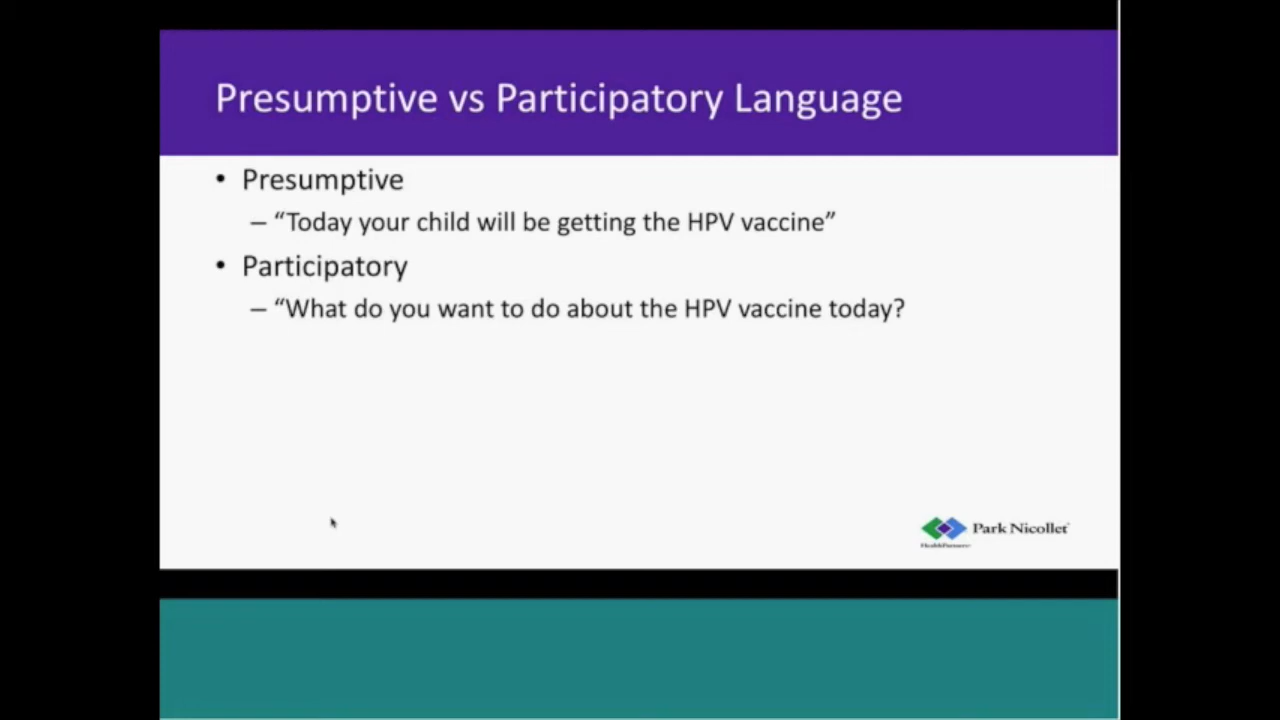 Presumptive vs Participatory Language
• Presumptive
– “Today your child will be getting the HPV vaccine”
• Participatory
– “What do you want to do about the HPV vaccine today?
Park Nicollet
HealthPartners